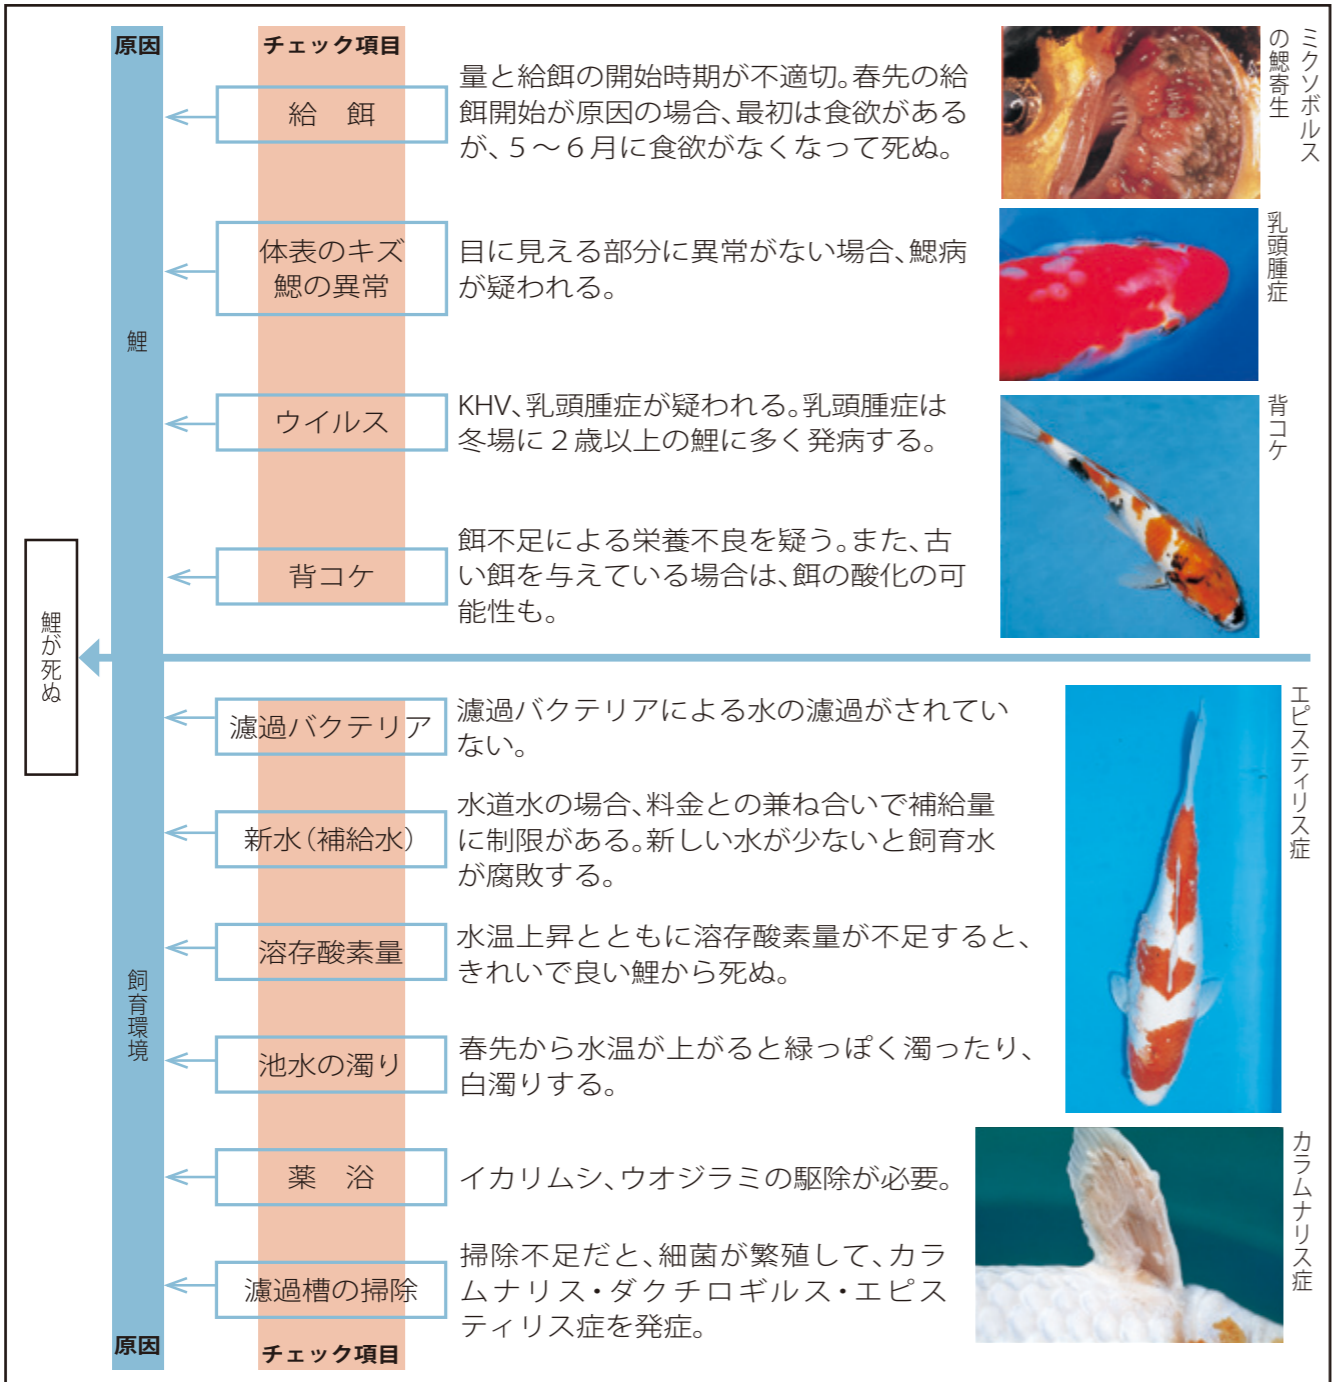 原因
チェック項目
給　餌
量と給餌の開始時期が不適切。春先の給
餌開始が原因の場合、最初は食欲がある
が、５～６月に食欲がなくなって死ぬ。
ミクソボルス
の鰓寄生
体表のキズ
鰓の異常
目に見える部分に異常がない場合、鰓病
が疑われる。
乳頭腫症
鯉
ウイルス
KHV、乳頭腫症が疑われる。乳頭腫症は
冬場に２歳以上の鯉に多く発病する。
背コケ
背コケ
餌不足による栄養不良を疑う。また、古
い餌を与えている場合は、餌の酸化の可
能性も。
鯉が死ぬ
濾過バクテリア
濾過バクテリアによる水の濾過がされてい
ない。
エピスティリス症
新水（補給水）
水道水の場合、料金との兼ね合いで補給量
に制限がある。新しい水が少ないと飼育水
が腐敗する。
溶存酸素量
水温上昇とともに溶存酸素量が不足すると、
きれいで良い鯉から死ぬ。
飼育環境
池水の濁り
春先から水温が上がると緑っぽく濁ったり、
白濁りする。
薬　浴
イカリムシ、ウオジラミの駆除が必要。
カラムナリス症
濾過槽の掃除
掃除不足だと、細菌が繁殖して、カラ
ムナリス・ダクチロギルス・エピス
ティリス症を発症。
原因
チェック項目